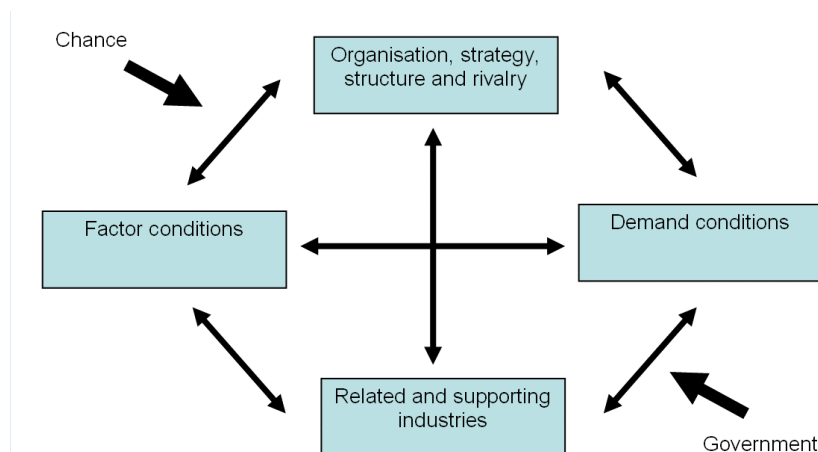 Chance
Organisation, strategy,
structure and rivalry
Factor conditions
Demand conditions
Related and supporting
industries
Government